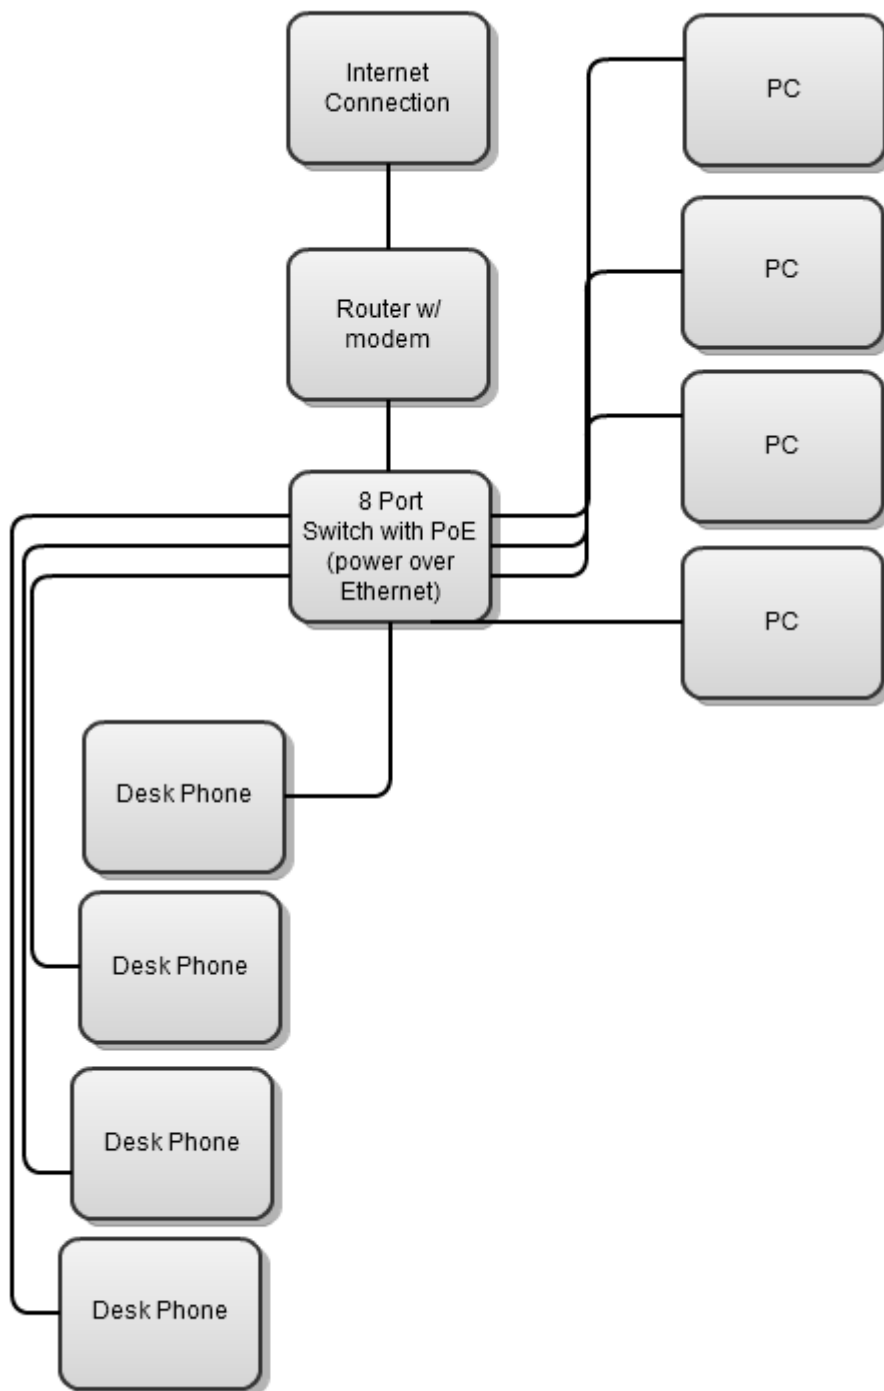 Internet
Connection
PC
PC
Router w/
modem
PC
8 Port
Switch with PoE
(power over
Ethernet)
PC
Desk Phone
Desk Phone
Desk Phone
Desk Phone